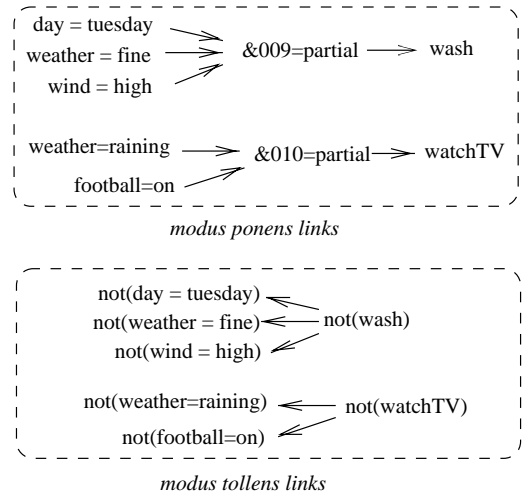 day = tuesday
weather = fine
wind = high
&009=partial
wash
weather=raining
football=on
&010=partial
watchTV
modus ponens links
not(day = tuesday)
not(weather = fine)
not(wind = high)
not(wash)
not(weather=raining)
not(football=on)
not(watchTV)
modus tollens links